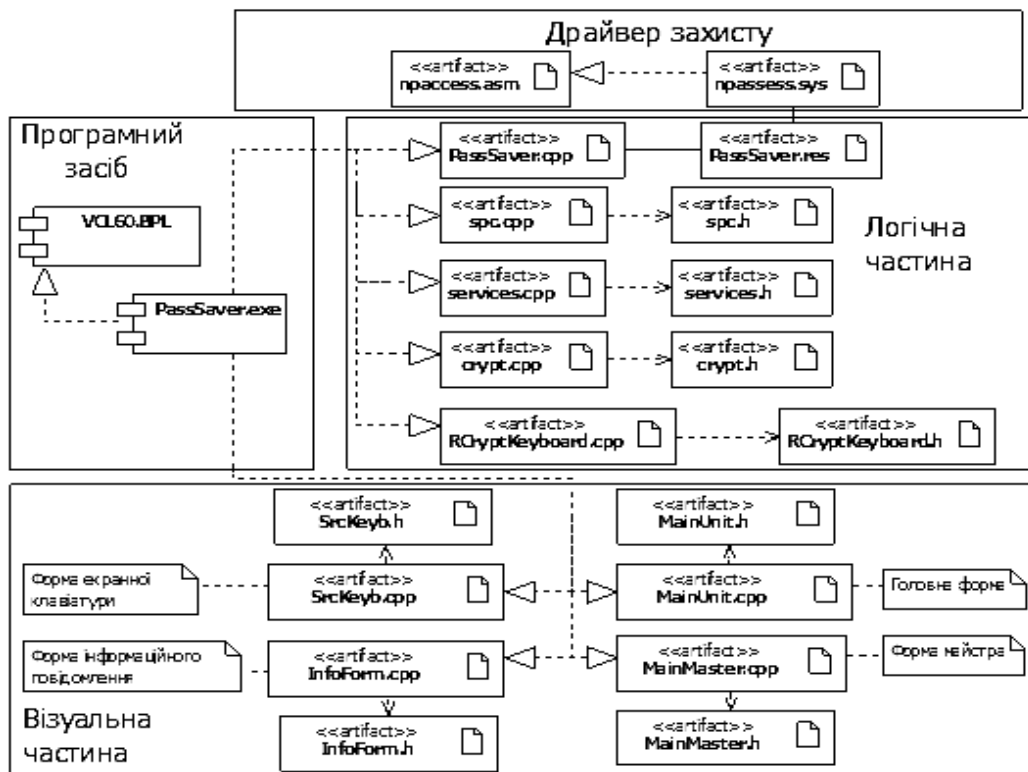 Драйвер захисту
<<artifact>>
npaccess.asm
<<artifact>>
npassess.sys
Програмний
засіб
VCL60.BPL
PassSaver.exe
<<artifact>>
PassSaver.cpp
<<artifact>>
PassSaver.res
<<artifact>>
spc.cpp
<<artifact>>
spc.h
Логічна
частина
<<artifact>>
services.cpp
<<artifact>>
services.h
<<artifact>>
crypt.cpp
<<artifact>>
crypt.h
<<artifact>>
RCryptKeyboard.cpp
<<artifact>>
RCryptKeyboard.h
<<artifact>>
SrcKeyb.h
<<artifact>>
MainUnit.h
Форма екранної
клавіатури
<<artifact>>
SrcKeyb.cpp
<<artifact>>
MainUnit.cpp
Головне форме
Форма інформаційного
повідомлення
<<artifact>>
InfoForm.cpp
<<artifact>>
MainMaster.cpp
Форма майстра
Візуальна
частина
<<artifact>>
InfoForm.h
<<artifact>>
MainMaster.h